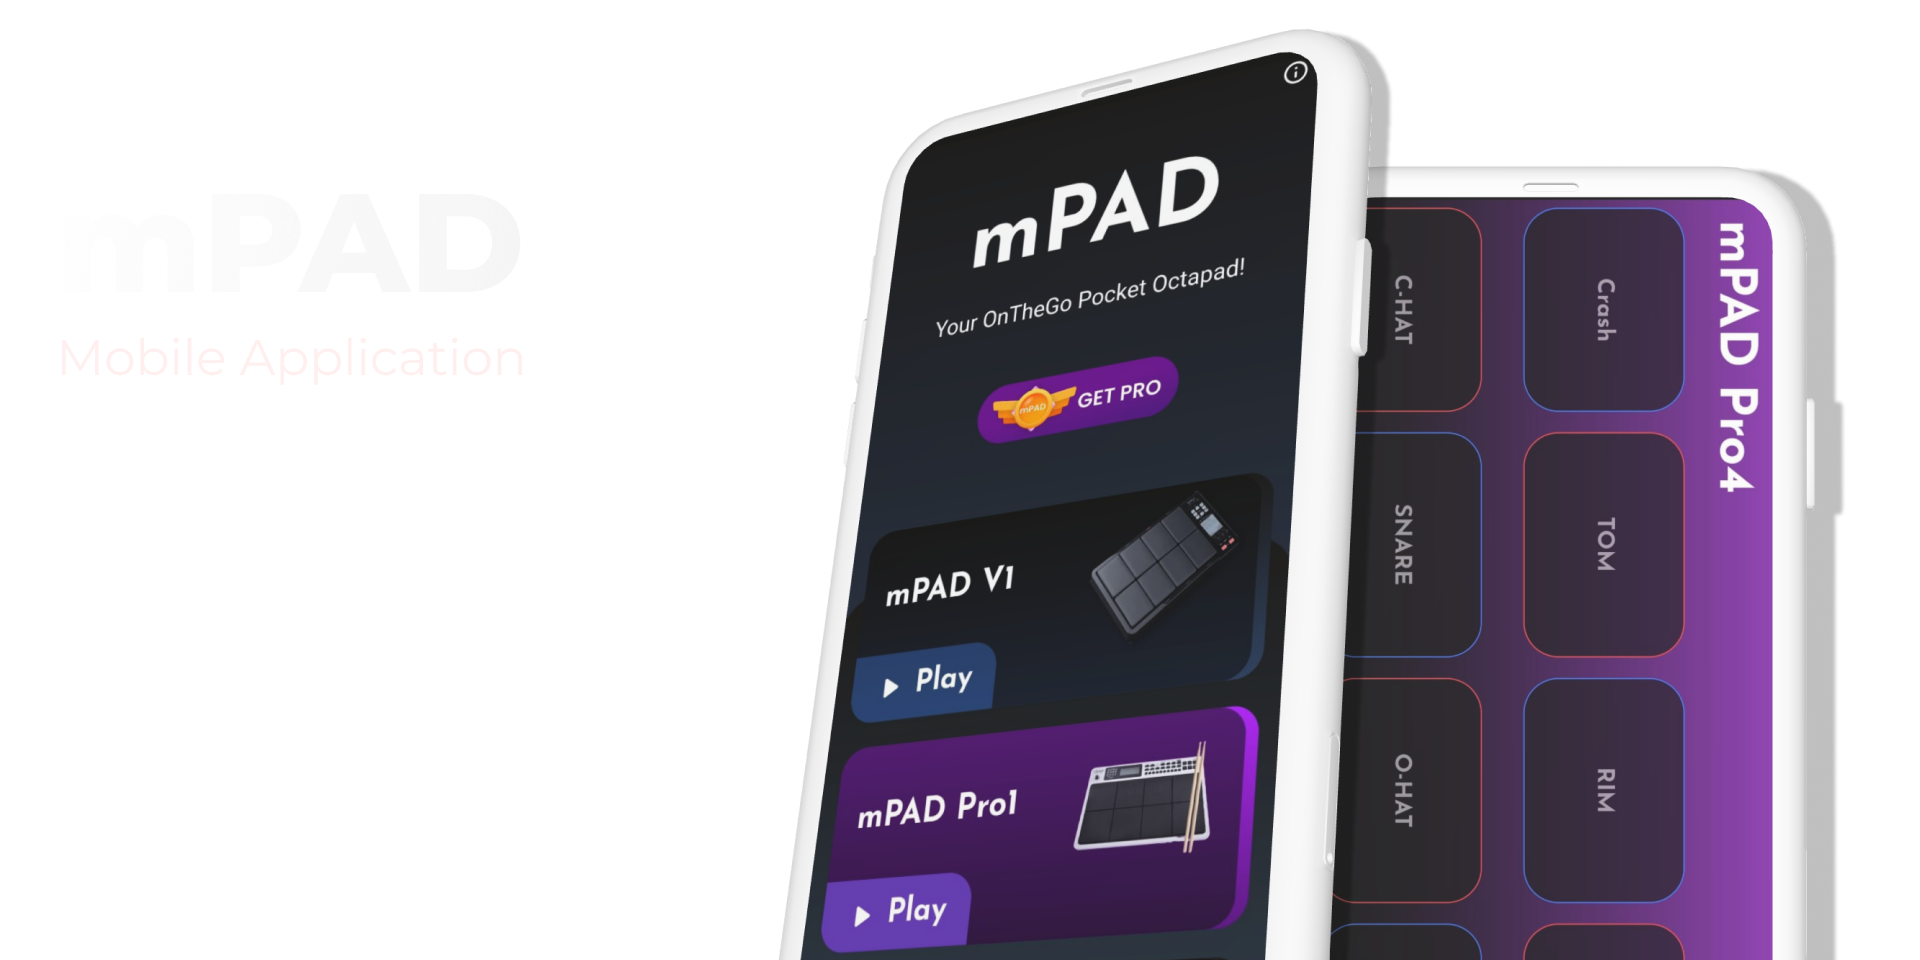 mPAD
Mobile Application
mPAD
Your OnTheGo Pocket Octapad!
mPAD GET PRO
mPAD V1
Play
mPAD Pro1
Play
mPAD Pro4
C-HAT
Crash
SNARE
TOM
O-HAT
RIM